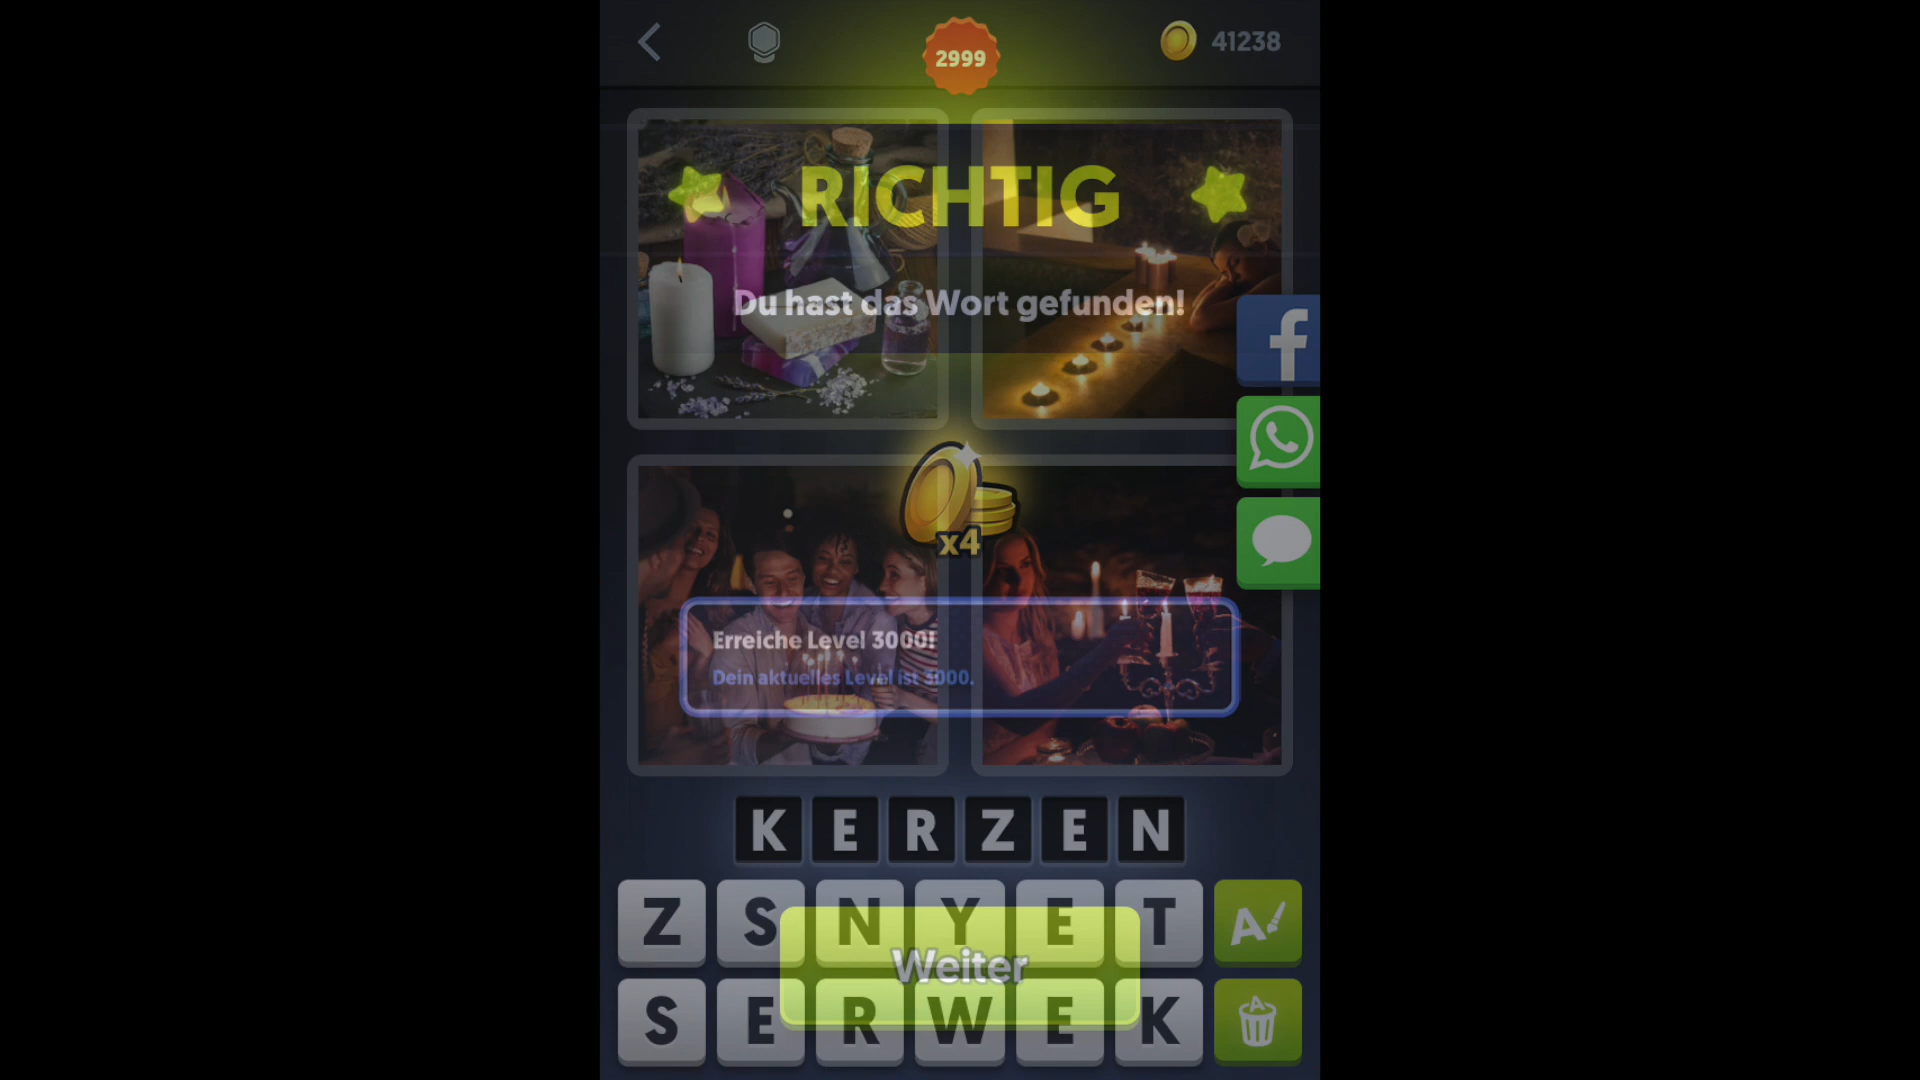 2999
41238
RICHTIG
Du hast das Wort gefunden!
x4
Erreiche Level 3000!
Dein aktuelles Level ist 3000.
K E R Z E N
Z S N Y E T A
Weiter
S E R W E K A